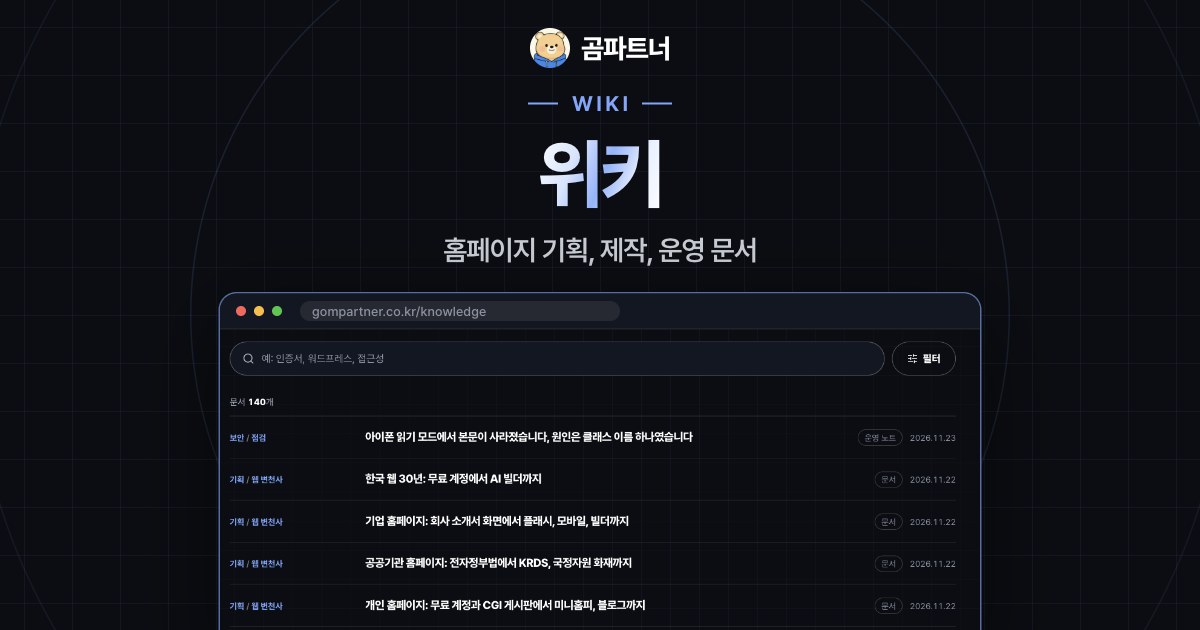 곰파트너
WIKI
위키
홈페이지 기획, 제작, 운영 문서
gompartner.co.kr/knowledge
예: 인증서, 워드프레스, 접근성
필터
문서 140개
보안 / 점검 아이폰 읽기 모드에서 본문이 사라졌습니다, 원인은 클래스 이름 하나였습니다 운영 노트 2026.11.23
기획 / 웹 변천사 한국 웹 30년: 무료 계정에서 AI 빌더까지 문서 2026.11.22
기획 / 웹 변천사 기업 홈페이지: 회사 소개서 화면에서 플래시, 모바일, 빌더까지 문서 2026.11.22
기획 / 웹 변천사 공공기관 홈페이지: 전자정부법에서 KRDS, 국정자원 화재까지 문서 2026.11.22
기획 / 웹 변천사 개인 홈페이지: 무료 계정과 CGI 게시판에서 미니홈피, 블로그까지 문서 2026.11.22